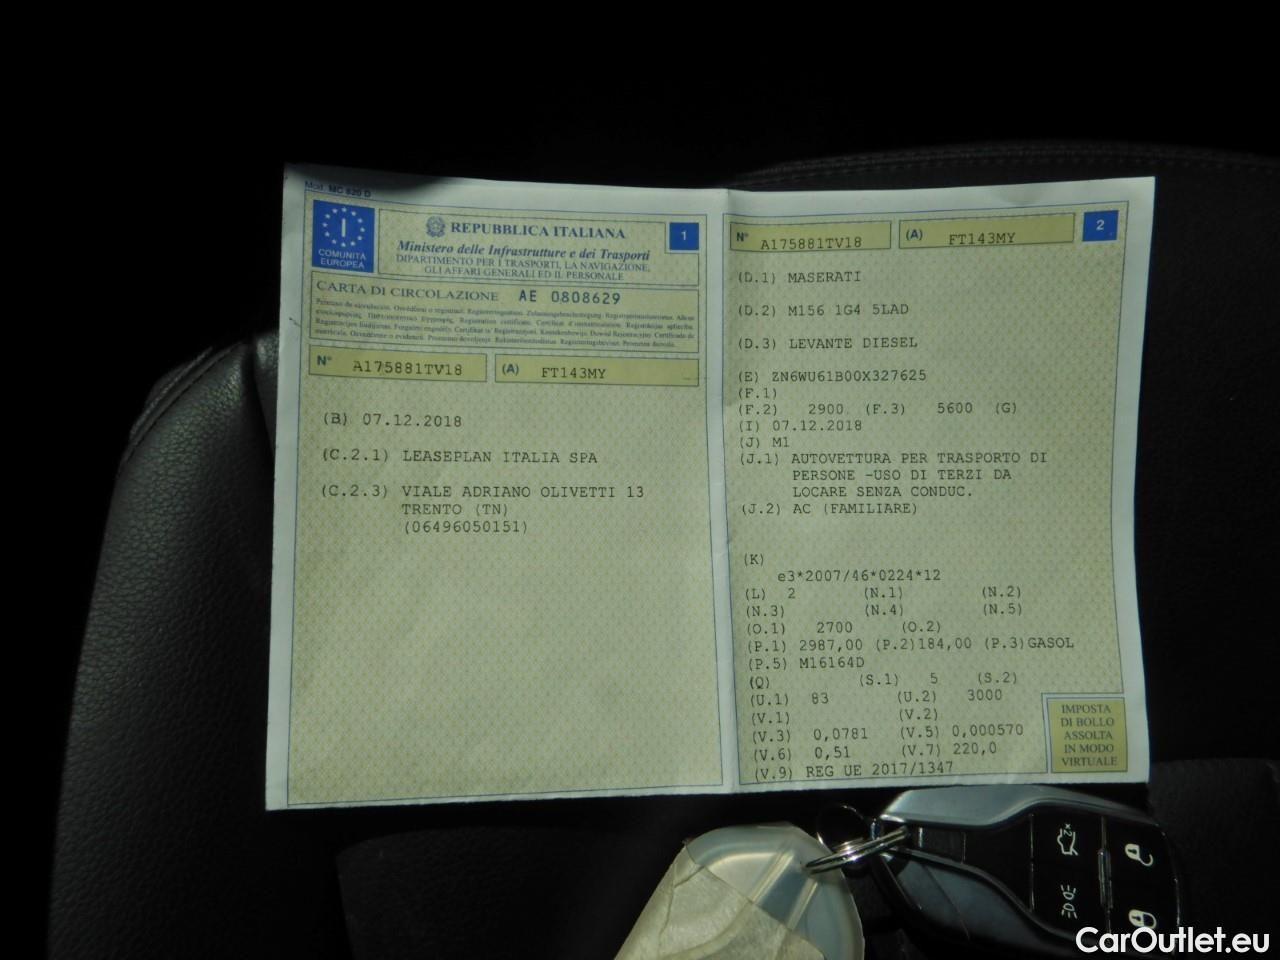 Mod. MC 820 D
I
COMUNITÀ
EUROPEA
REPUBBLICA ITALIANA
Ministero delle Infrastrutture e dei Trasporti
DIPARTIMENTO PER I TRASPORTI, LA NAVIGAZIONE,
GLI AFFARI GENERALI ED IL PERSONALE
1
CARTA DI CIRCOLAZIONE AE 0808629
N° A175881TV18 (A) FT143MY
(B) 07.12.2018
(C.2.1) LEASEPLAN ITALIA SPA
(C.2.3) VIALE ADRIANO OLIVETTI 13
TRENTO (TN)
(06496050151)
N° A175881TV18 (A) FT143MY
2
(D.1) MASERATI
(D.2) M156 1G4 5LAD
(D.3) LEVANTE DIESEL
(E) ZN6WU61B00X327625
(F.1)
(F.2) 2900 (F.3) 5600 (G)
(I) 07.12.2018
(J) M1
(J.1) AUTOVETTURA PER TRASPORTO DI
PERSONE -USO DI TERZI DA
LOCARE SENZA CONDUC.
(J.2) AC (FAMILIARE)
(K)
e3*2007/46*0224*12
(L) 2 (N.1) (N.2)
(N.3) (N.4) (N.5)
(O.1) 2700 (O.2)
(P.1) 2987,00 (P.2)184,00 (P.3)GASOL
(P.5) M16164D
(Q) (S.1) 5 (S.2)
(U.1) 83 (U.2) 3000
(V.1) (V.2)
(V.3) 0,0781 (V.5) 0,000570
(V.6) 0,51 (V.7) 220,0
(V.9) REG UE 2017/1347
IMPOSTA
DI BOLLO
ASSOLTA
IN MODO
VIRTUALE
x2
CarOutlet.eu